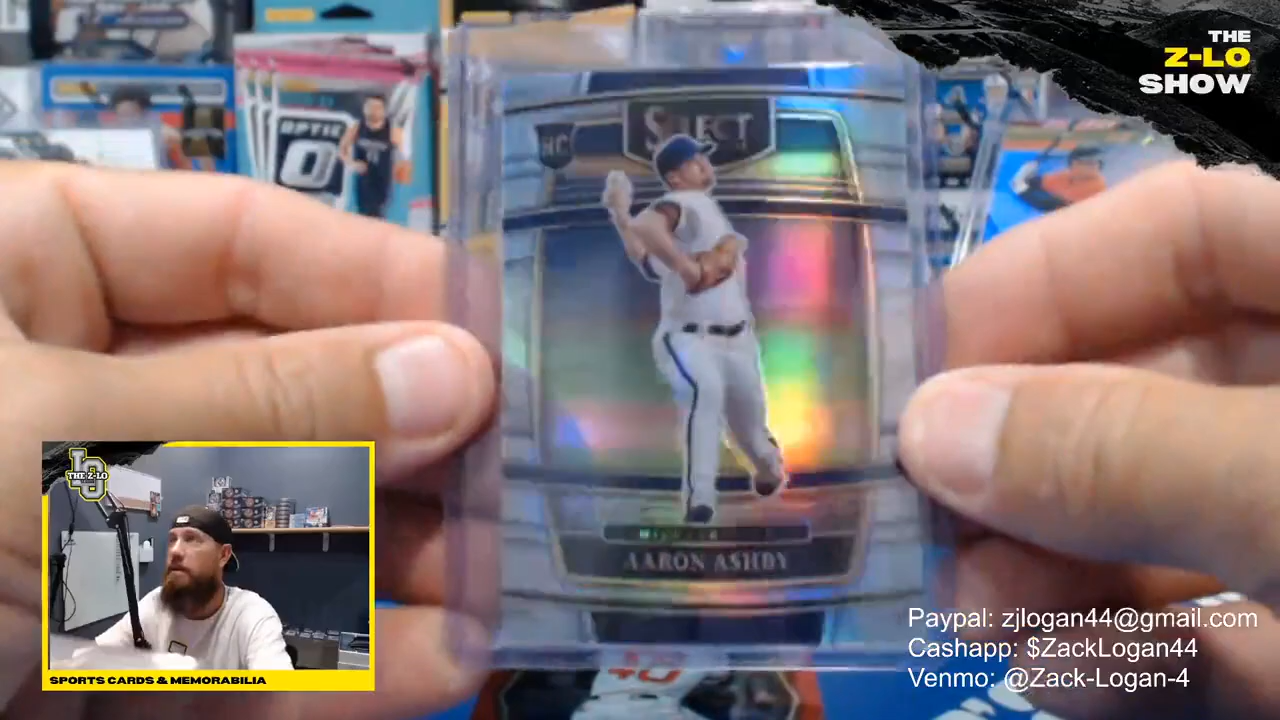 THE
Z-LO
SHOW
OPTIC
SELECT
RC
AARON ASHBY
40
THE Z-LO
SPORTS CARDS & MEMORABILIA
Paypal: zjlogan44@gmail.com
Cashapp: $ZackLogan44
Venmo: @Zack-Logan-4